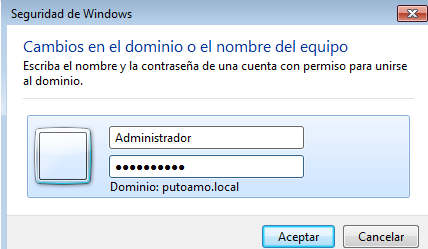 Seguridad de Windows
Cambios en el dominio o el nombre del equipo
Escriba el nombre y la contraseña de una cuenta con permiso para unirse
al dominio.
Administrador
●●●●●●●●●●
Dominio: putoamo.local
Aceptar
Cancelar